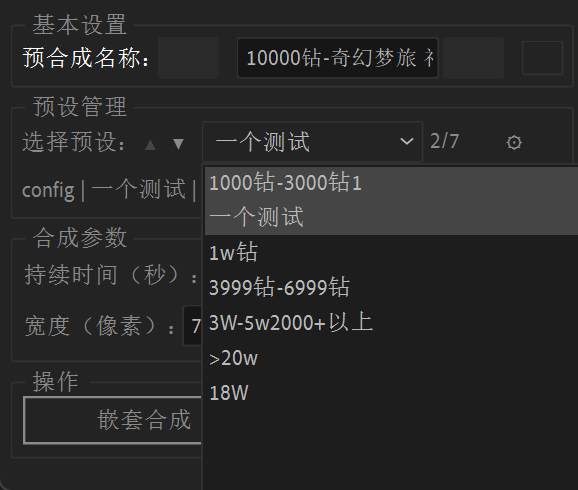 基本设置
预合成名称： 10000钻-奇幻梦旅
预设管理
选择预设： ▲ ▼ 一个测试 2/7
config | 一个测试 |
1000钻-3000钻1
一个测试
1w钻
3999钻-6999钻
3W-5w2000+以上
>20w
18W
合成参数
持续时间（秒）：
宽度（像素）： 7
操作
嵌套合成